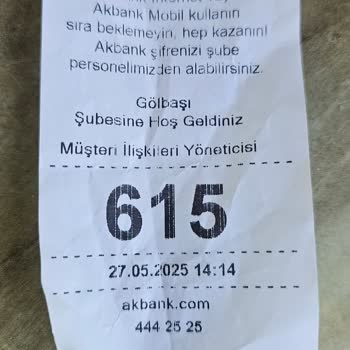 Akbank Mobil kullanın
sıra beklemeyin, hep kazanın!
Akbank şifrenizi şube
personelimizden alabilirsiniz.
Gölbaşı
Şubesine Hoş Geldiniz
Müşteri İlişkileri Yöneticisi
615
27.05.2025 14:14
akbank.com
444 25 25